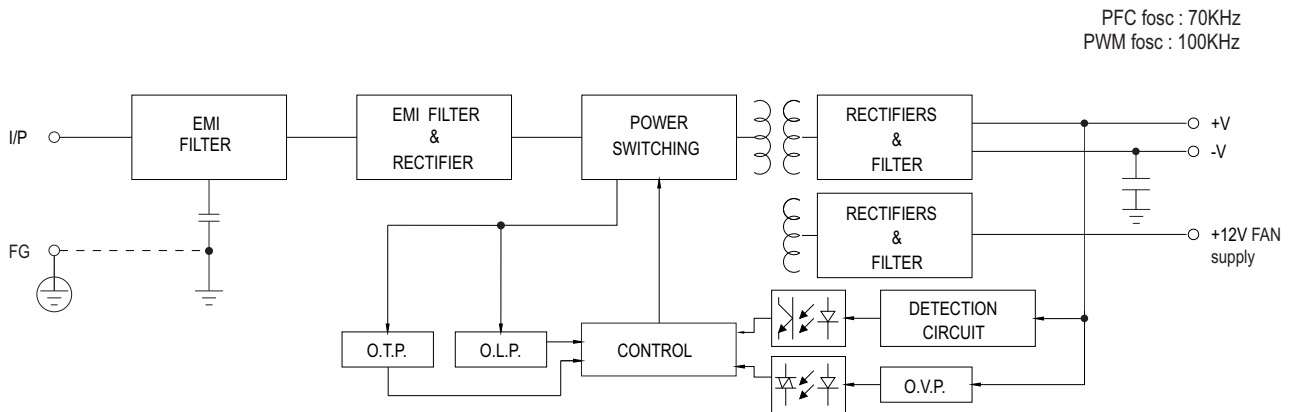 PFC fosc : 70KHz
PWM fosc : 100KHz
I/P
EMI
FILTER
EMI FILTER
&
RECTIFIER
POWER
SWITCHING
RECTIFIERS
&
FILTER
+V
-V
RECTIFIERS
&
FILTER
+12V FAN
supply
FG
O.T.P.
O.L.P.
CONTROL
DETECTION
CIRCUIT
O.V.P.